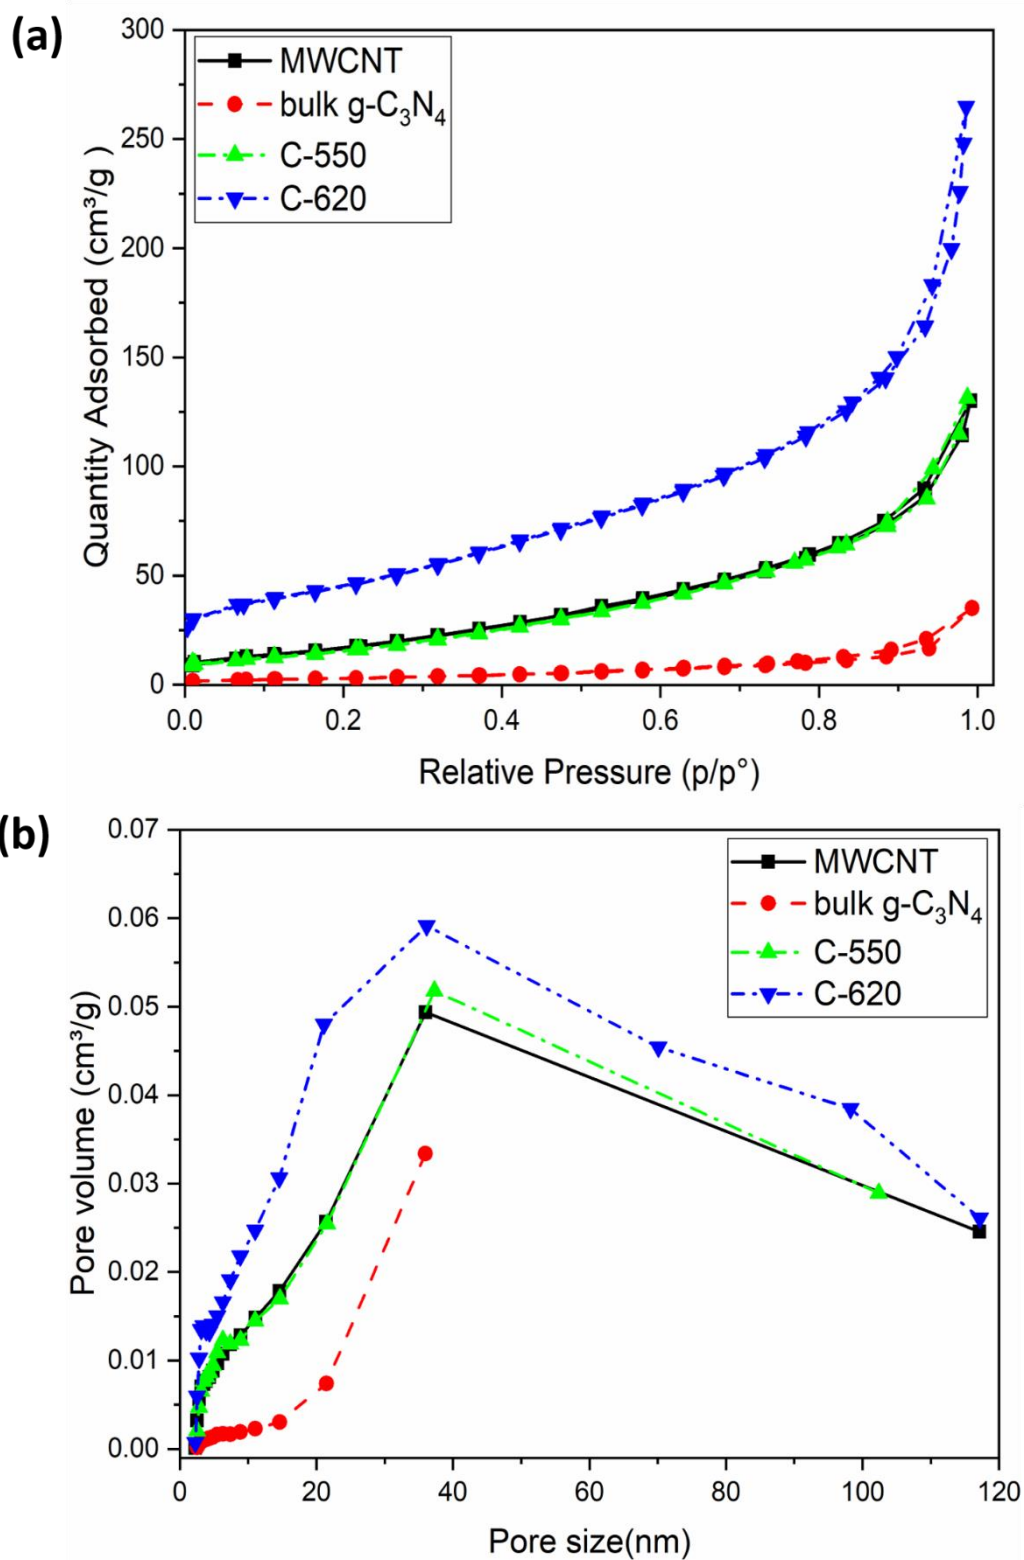 (a)
300
250
200
150
100
50
0
MWCNT
bulk g-C₃N₄
C-550
C-620
Quantity Adsorbed (cm³/g )
0.0 0.2 0.4 0.6 0.8 1.0
Relative Pressure (p/p°)
(b)
0.07
0.06
0.05
0.04
0.03
0.02
0.01
0.00
MWCNT
bulk g-C₃N₄
C-550
C-620
Pore volume (cm³/g)
0 20 40 60 80 100 120
Pore size(nm)